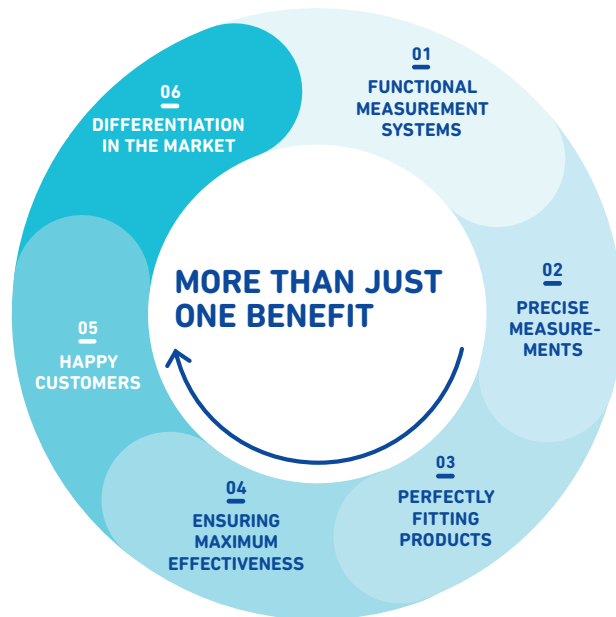 01
FUNCTIONAL
MEASUREMENT
SYSTEMS
02
PRECISE
MEASURE-
MENTS
03
PERFECTLY
FITTING
PRODUCTS
04
ENSURING
MAXIMUM
EFFECTIVENESS
05
HAPPY
CUSTOMERS
06
DIFFERENTIATION
IN THE MARKET
MORE THAN JUST
ONE BENEFIT